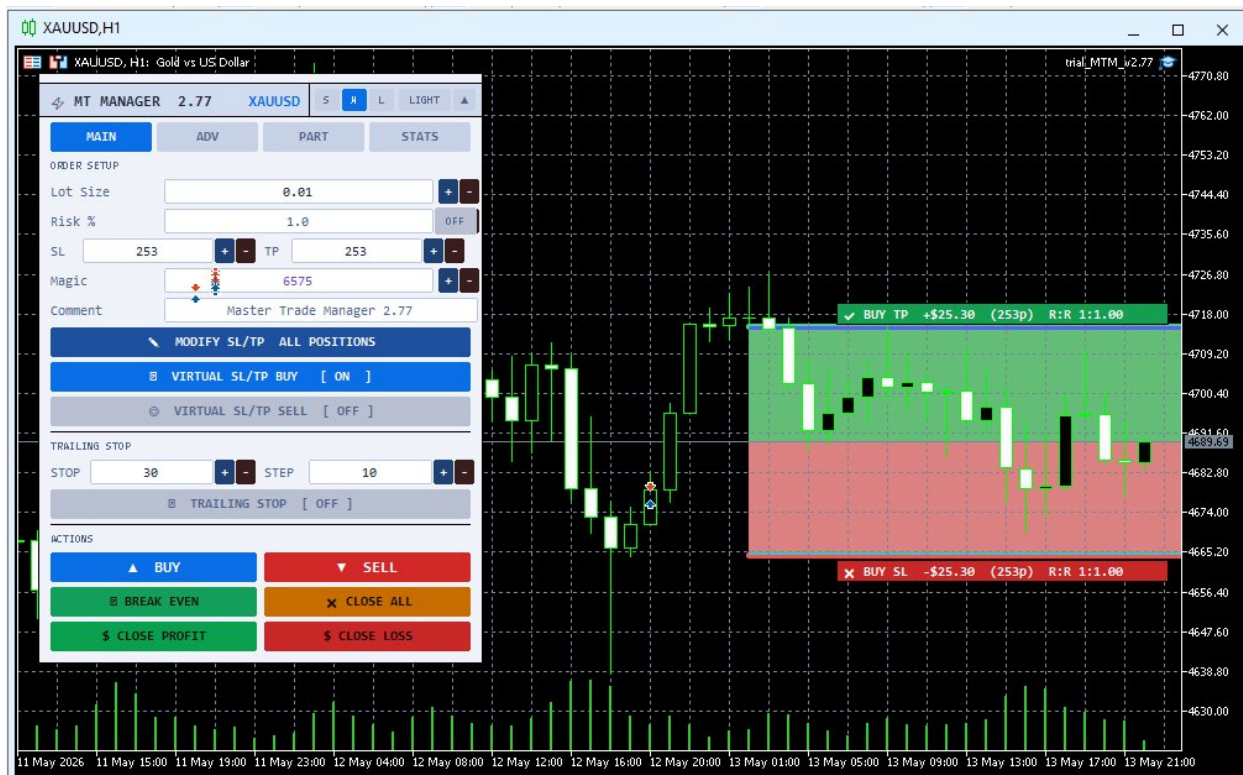 XAUUSD,H1
XAUUSD, H1: Gold vs US Dollar
trial_MTM_v2.77
MT MANAGER 2.77 XAUUSD S M L LIGHT ▲
MAIN ADV PART STATS
ORDER SETUP
Lot Size 0.01 + -
Risk % 1.0 OFF
SL 253 + - TP 253 + -
Magic 6575 + -
Comment Master Trade Manager 2.77
MODIFY SL/TP ALL POSITIONS
VIRTUAL SL/TP BUY [ ON ]
VIRTUAL SL/TP SELL [ OFF ]
TRAILING STOP
STOP 30 + - STEP 10 + -
TRAILING STOP [ OFF ]
ACTIONS
▲ BUY ▼ SELL
BREAK EVEN × CLOSE ALL
$ CLOSE PROFIT $ CLOSE LOSS
✓ BUY TP +$25.30 (253p) R:R 1:1.00
× BUY SL -$25.30 (253p) R:R 1:1.00
4770.80
4762.00
4753.20
4744.40
4735.60
4726.80
4718.00
4709.20
4700.40
4691.60
4689.69
4682.80
4674.00
4665.20
4656.40
4647.60
4638.80
4630.00
11 May 2026 11 May 15:00 11 May 19:00 11 May 23:00 12 May 04:00 12 May 08:00 12 May 12:00 12 May 16:00 12 May 20:00 13 May 01:00 13 May 05:00 13 May 09:00 13 May 13:00 13 May 17:00 13 May 21:00